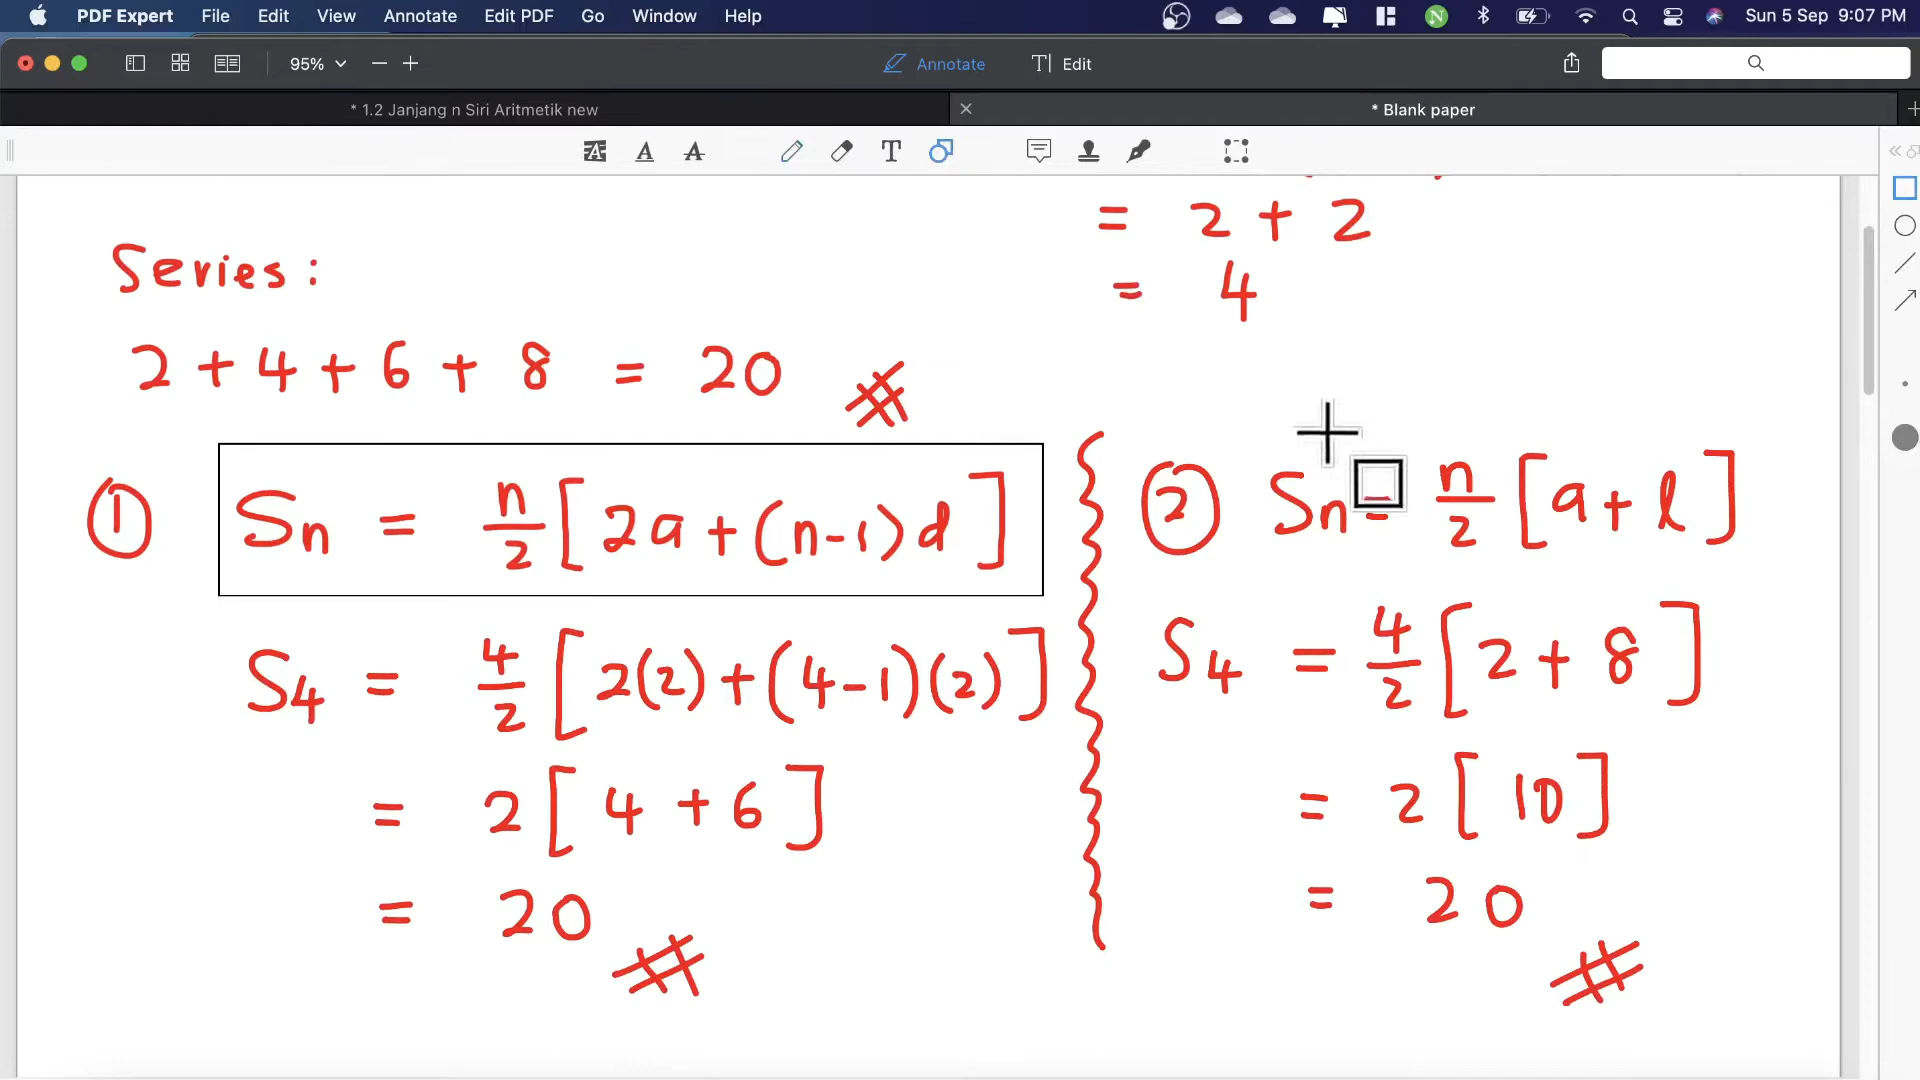 PDF Expert File Edit View Annotate Edit PDF Go Window Help Sun 5 Sep 9:07 PM
95% Annotate T| Edit
* 1.2 Janjang n Siri Aritmetik new
* Blank paper
= 2 + 2
= 4
Series :
2 + 4 + 6 + 8 = 20
① Sn = n/2 [2a + (n-1)d]
S4 = 4/2 [2(2) + (4-1)(2)]
= 2 [4 + 6]
= 20
② Sn = n/2 [a + l]
S4 = 4/2 [2 + 8]
= 2 [10]
= 20